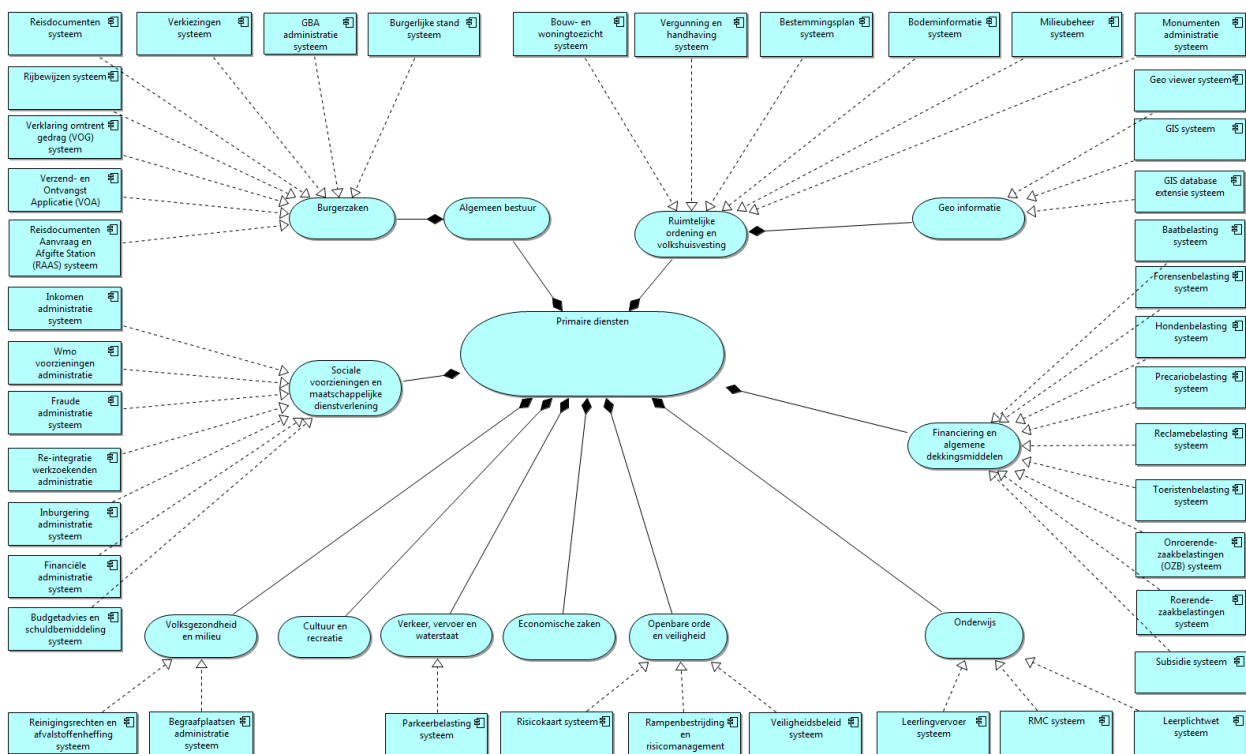 Reisdocumenten
systeem
Verkiezingen
systeem
GBA
administratie
systeem
Burgerlijke stand
systeem
Bouw- en
woningtoezicht
systeem
Vergunning en
handhaving
systeem
Bestemmingsplan
systeem
Bodeminformatie
systeem
Milieubeheer
systeem
Monumenten
administratie
systeem
Rijbewijzen systeem
Geo viewer systeem
Verklaring omtrent
gedrag (VOG)
systeem
GIS systeem
Verzend- en
Ontvangst
Applicatie (VOA)
GIS database
extensie systeem
Burgerzaken
Algemeen bestuur
Ruimtelijke
ordening en
volkshuisvesting
Geo informatie
Reisdocumenten
Aanvraag en
Afgifte Station
(RAAS) systeem
Baatbelasting
systeem
Forensenbelasting
systeem
Inkomen
administratie
systeem
Primaire diensten
Hondenbelasting
systeem
Wmo
voorzieningen
administratie
Sociale
voorzieningen en
maatschappelijke
dienstverlening
Precariobelasting
systeem
Fraude
administratie
systeem
Financiering en
algemene
dekkingsmiddelen
Reclamebelasting
systeem
Re-integratie
werkzoekenden
administratie
Toeristenbelasting
systeem
Inburgering
administratie
systeem
Onroerende-
zaakbelastingen
(OZB) systeem
Financiële
administratie
systeem
Roerende-
zaakbelastingen
systeem
Budgetadvies en
schuldbemiddeling
systeem
Volksgezondheid
en milieu
Cultuur en
recreatie
Verkeer, vervoer en
waterstaat
Economische zaken
Openbare orde
en veiligheid
Onderwijs
Subsidie systeem
Reinigingsrechten en
afvalstoffenheffing
systeem
Begraafplaatsen
administratie
systeem
Parkeerbelasting
systeem
Risicokaart systeem
Rampenbestrijding
en
risicomanagement
Veiligheidsbeleid
systeem
Leerlingvervoer
systeem
RMC systeem
Leerplichtwet
systeem